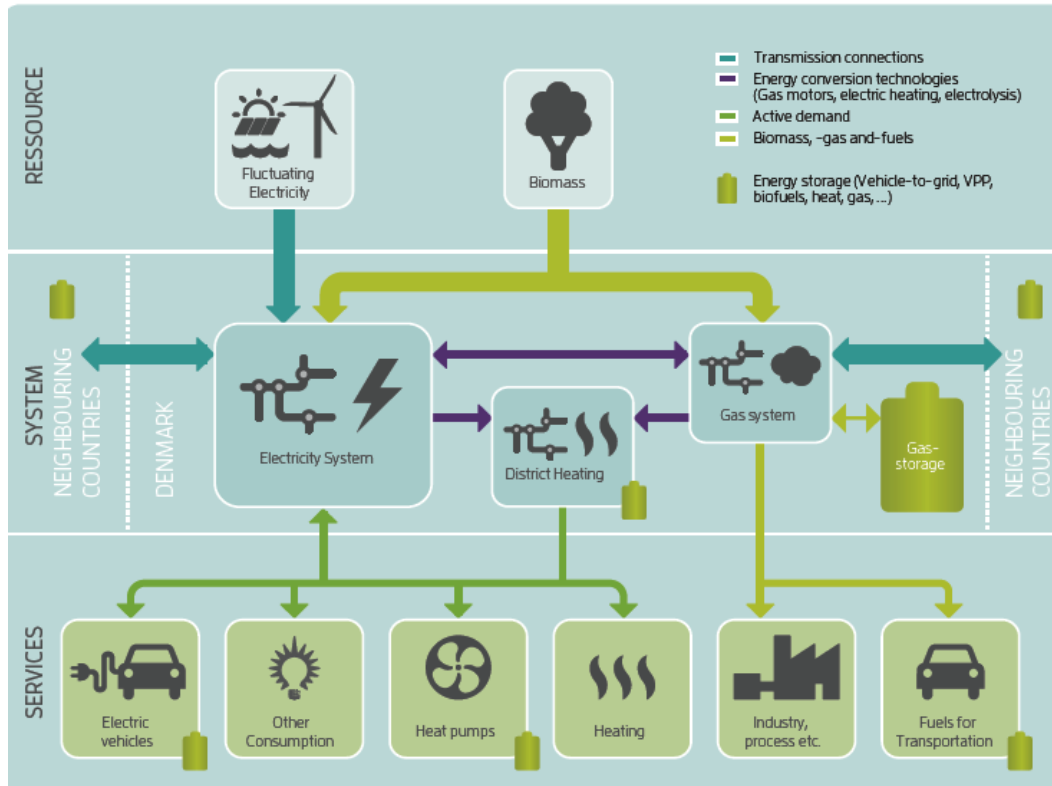 RESSOURCE
Fluctuating
Electricity
Biomass
Transmission connections
Energy conversion technologies
(Gas motors, electric heating, electrolysis)
Active demand
Biomass, -gas and-fuels
Energy storage (Vehicle-to-grid, VPP,
biofuels, heat, gas, ...)
SYSTEM
NEIGHBOURING
COUNTRIES
DENMARK
Electricity System
District Heating
Gas system
Gas-
storage
NEIGHBOURING
COUNTRIES
SERVICES
Electric
vehicles
Other
Consumption
Heat pumps
Heating
Industry,
process etc.
Fuels for
Transportation